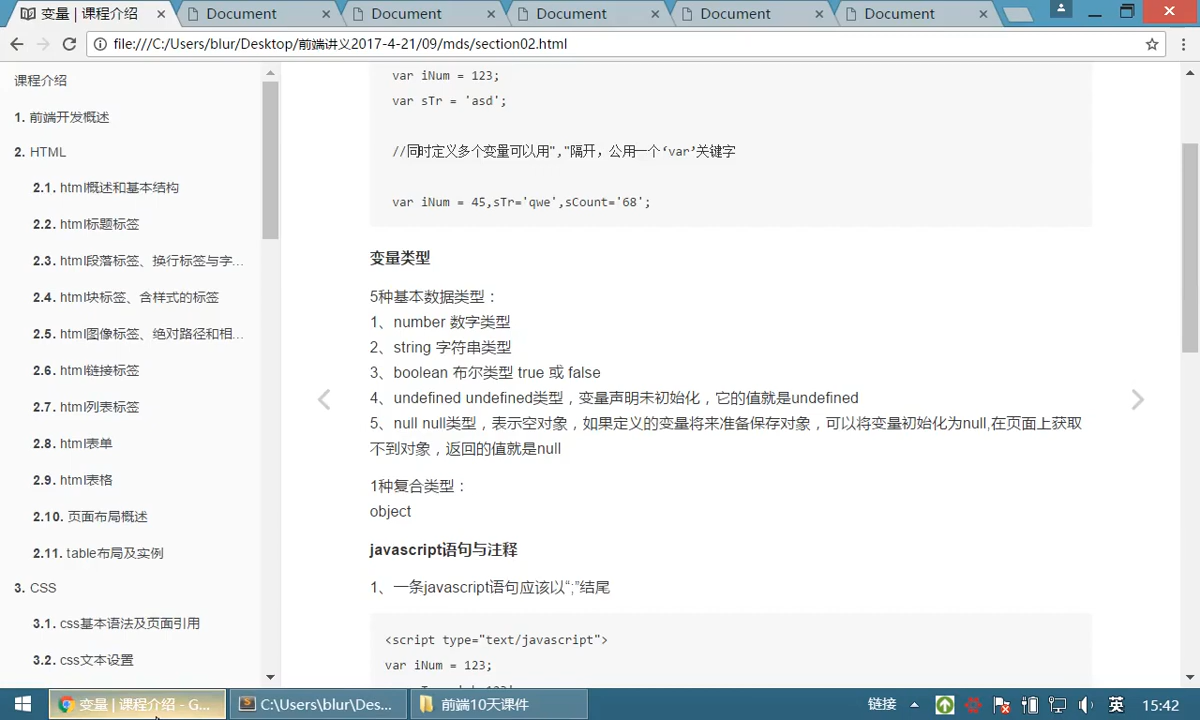 变量 | 课程介绍
Document
Document
Document
Document
Document
file:///C:/Users/blur/Desktop/前端讲义2017-4-21/09/mds/section02.html
课程介绍
1. 前端开发概述
2. HTML
2.1. html概述和基本结构
2.2. html标题标签
2.3. html段落标签、换行标签与字...
2.4. html块标签、含样式的标签
2.5. html图像标签、绝对路径和相...
2.6. html链接标签
2.7. html列表标签
2.8. html表单
2.9. html表格
2.10. 页面布局概述
2.11. table布局及实例
3. CSS
3.1. css基本语法及页面引用
3.2. css文本设置
var iNum = 123;
var sTr = 'asd';
//同时定义多个变量可以用","隔开，公用一个‘var’关键字
var iNum = 45,sTr='qwe',sCount='68';
变量类型
5种基本数据类型：
1、number 数字类型
2、string 字符串类型
3、boolean 布尔类型 true 或 false
4、undefined undefined类型，变量声明未初始化，它的值就是undefined
5、null null类型，表示空对象，如果定义的变量将来准备保存对象，可以将变量初始化为null,在页面上获取
不到对象，返回的值就是null
1种复合类型：
object
javascript语句与注释
1、一条javascript语句应该以“;”结尾
<script type="text/javascript">
var iNum = 123;
变量 | 课程介绍 - G...
C:\Users\blur\Des...
前端10天课件
链接
英
15:42